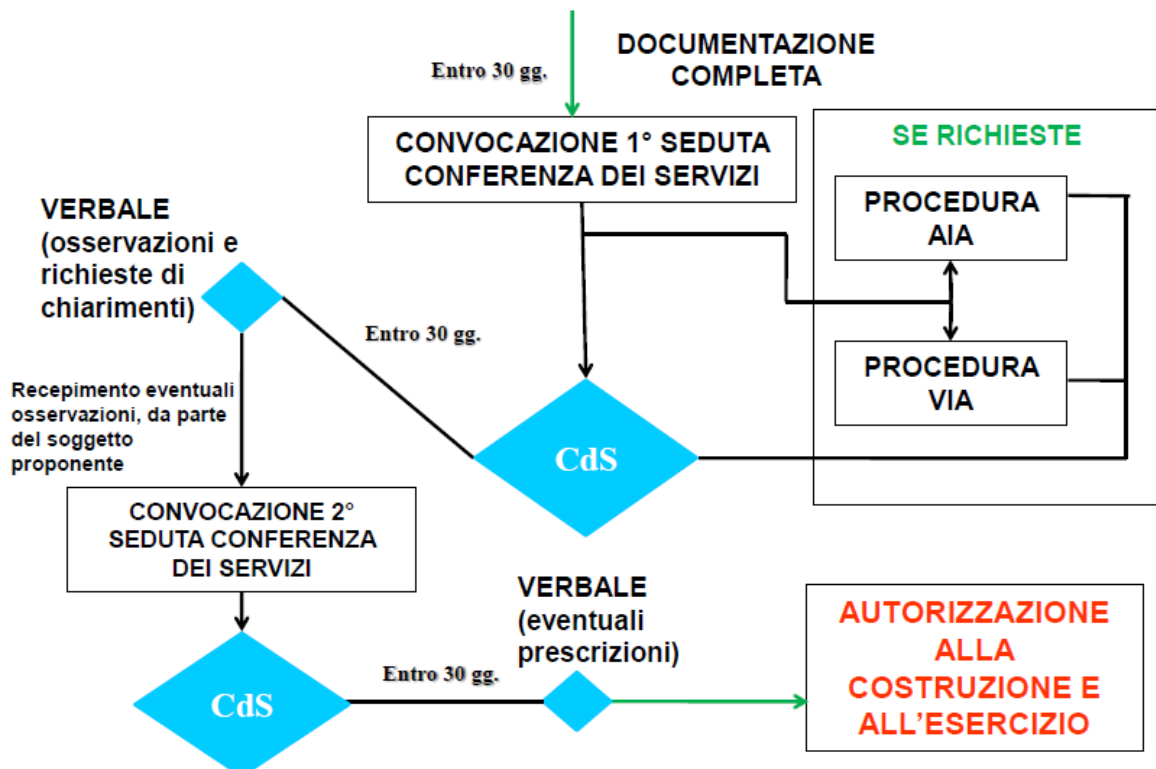 DOCUMENTAZIONE
COMPLETA
Entro 30 gg.
CONVOCAZIONE 1° SEDUTA
CONFERENZA DEI SERVIZI
SE RICHIESTE
PROCEDURA
AIA
PROCEDURA
VIA
VERBALE
(osservazioni e
richieste di
chiarimenti)
Entro 30 gg.
CdS
Recepimento eventuali
osservazioni, da parte
del soggetto
proponente
CONVOCAZIONE 2°
SEDUTA CONFERENZA
DEI SERVIZI
CdS
Entro 30 gg.
VERBALE
(eventuali
prescrizioni)
AUTORIZZAZIONE
ALLA
COSTRUZIONE E
ALL’ESERCIZIO